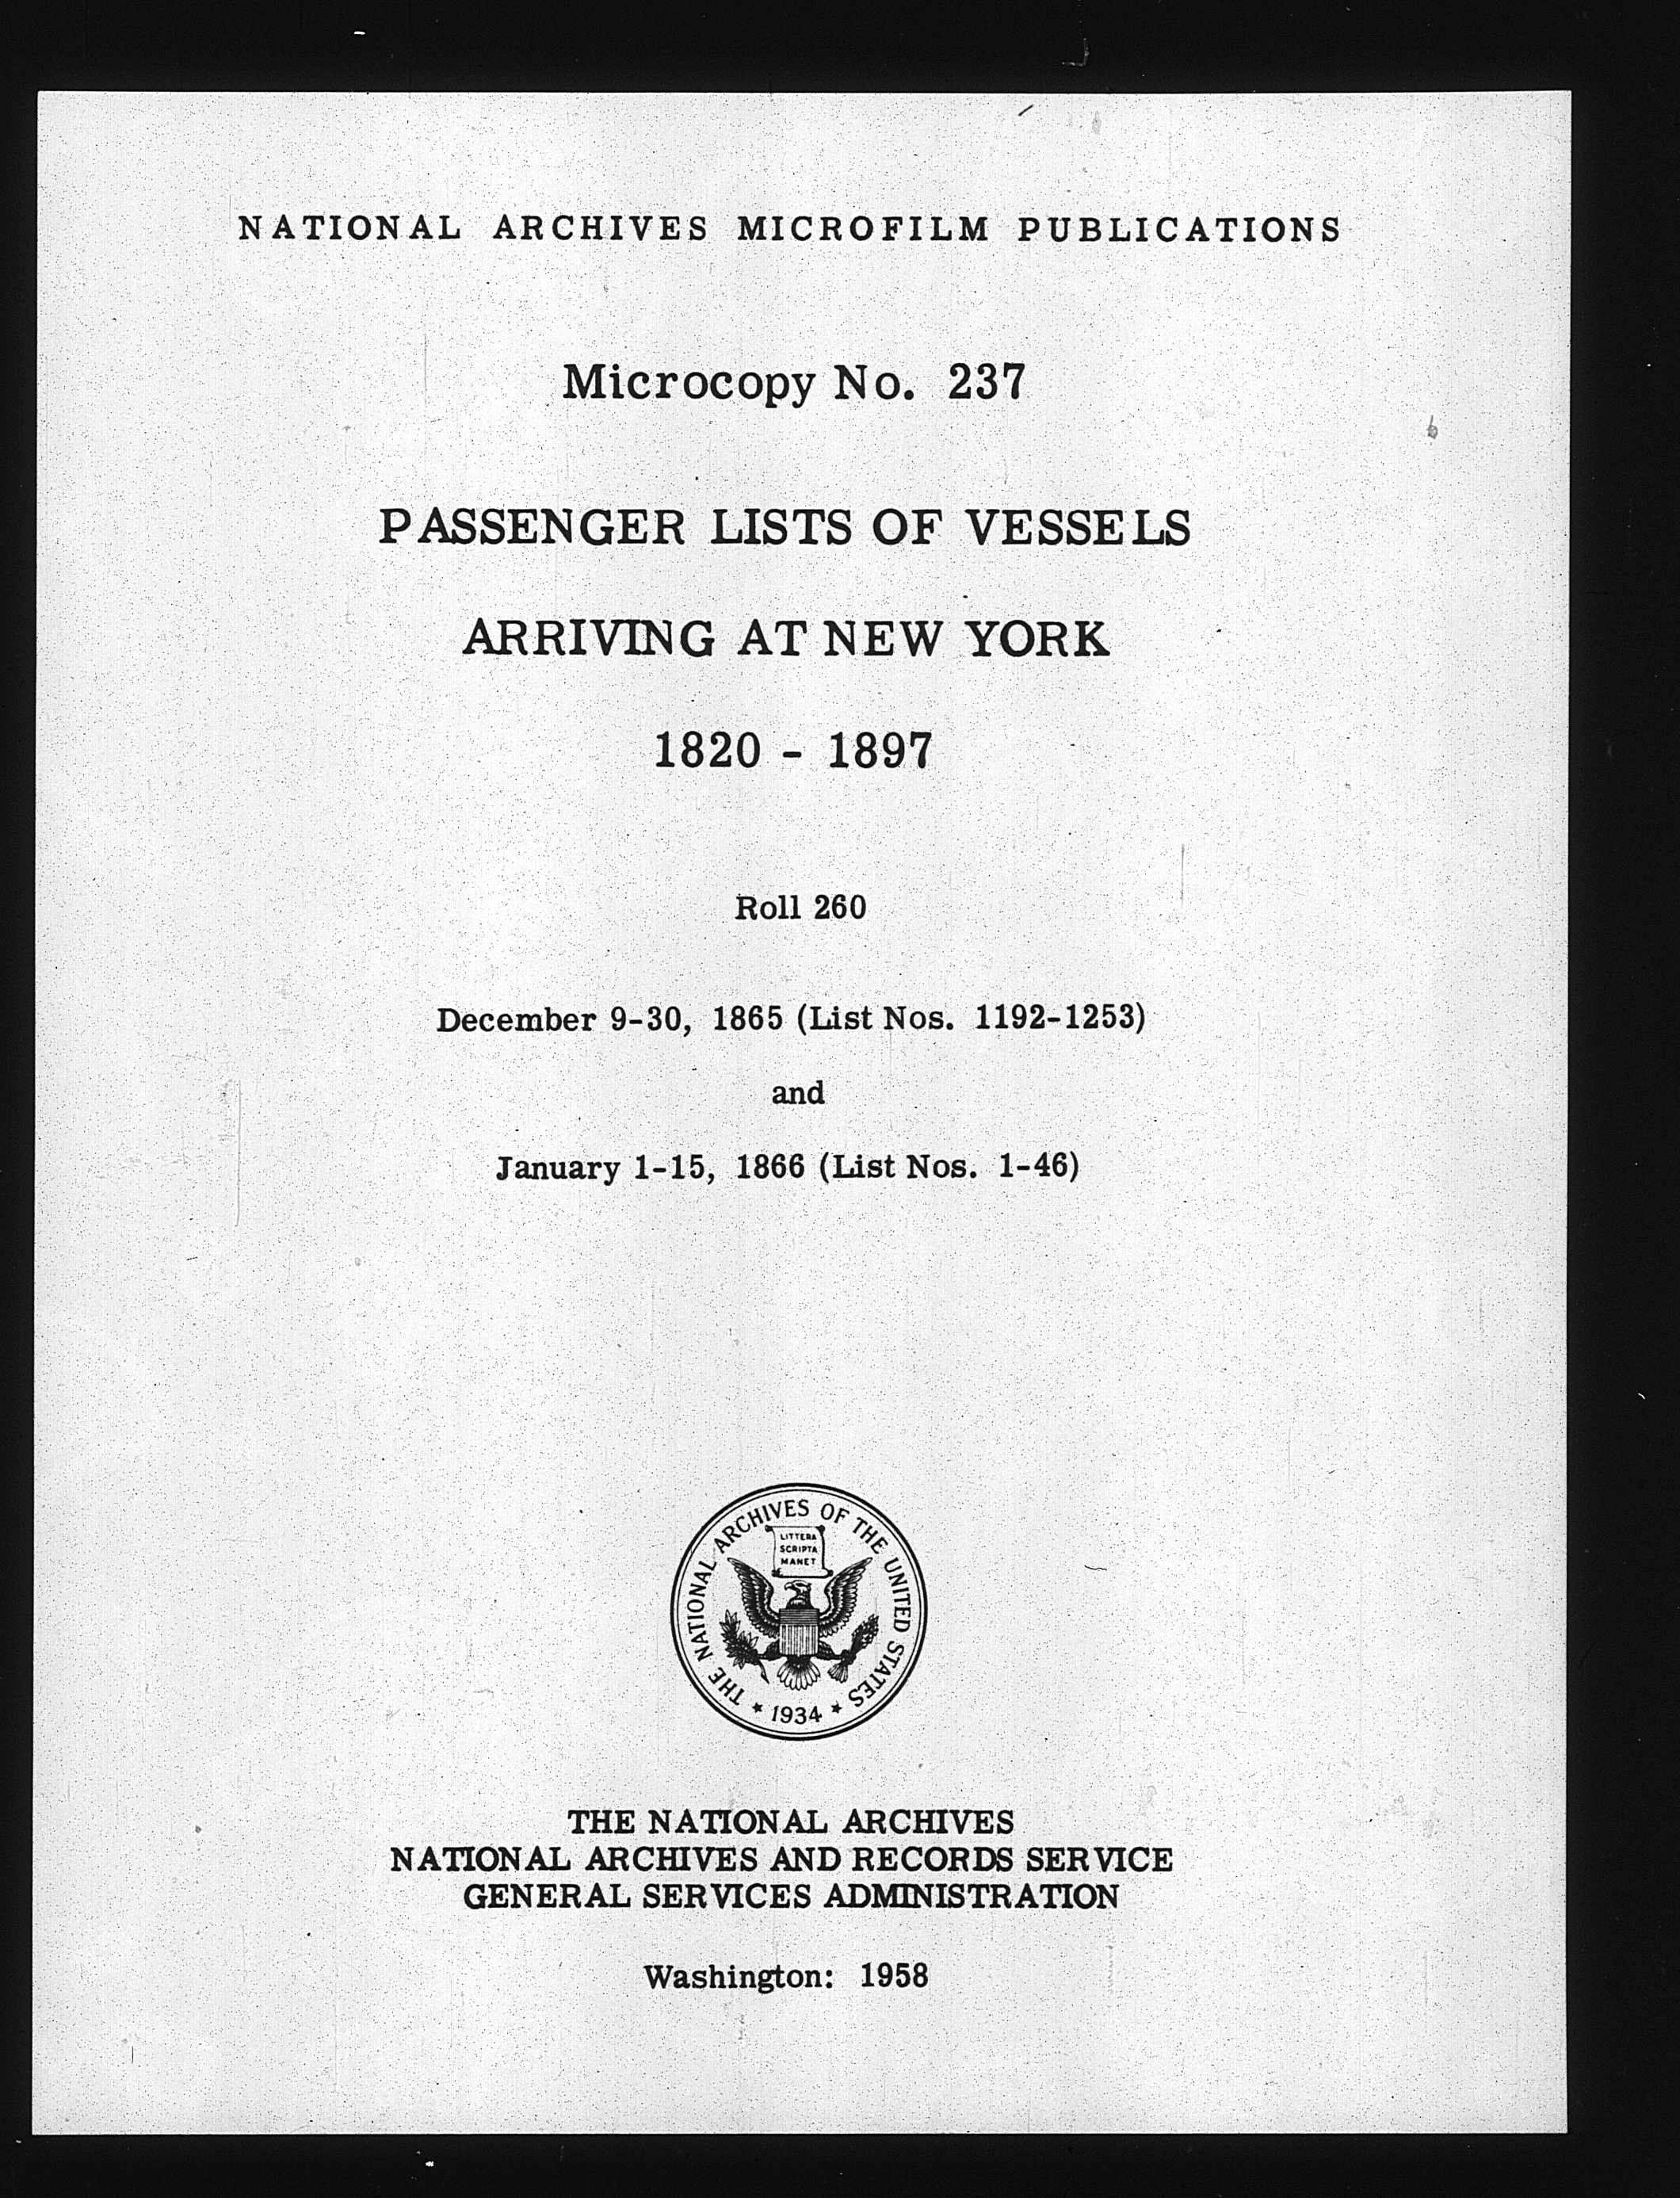 NATIONAL ARCHIVES MICROFILM PUBLICATIONS
Microcopy No. 237
PASSENGER LISTS OF VESSELS
ARRIVING AT NEW YORK
1820 - 1897
Roll 260
December 9-30, 1865 (List Nos. 1192-1253)
and
January 1-15, 1866 (List Nos. 1-46)
THE NATIONAL ARCHIVES OF THE UNITED STATES
LITTERA
SCRIPTA
MANET
* 1934 *
THE NATIONAL ARCHIVES
NATIONAL ARCHIVES AND RECORDS SERVICE
GENERAL SERVICES ADMINISTRATION
Washington: 1958